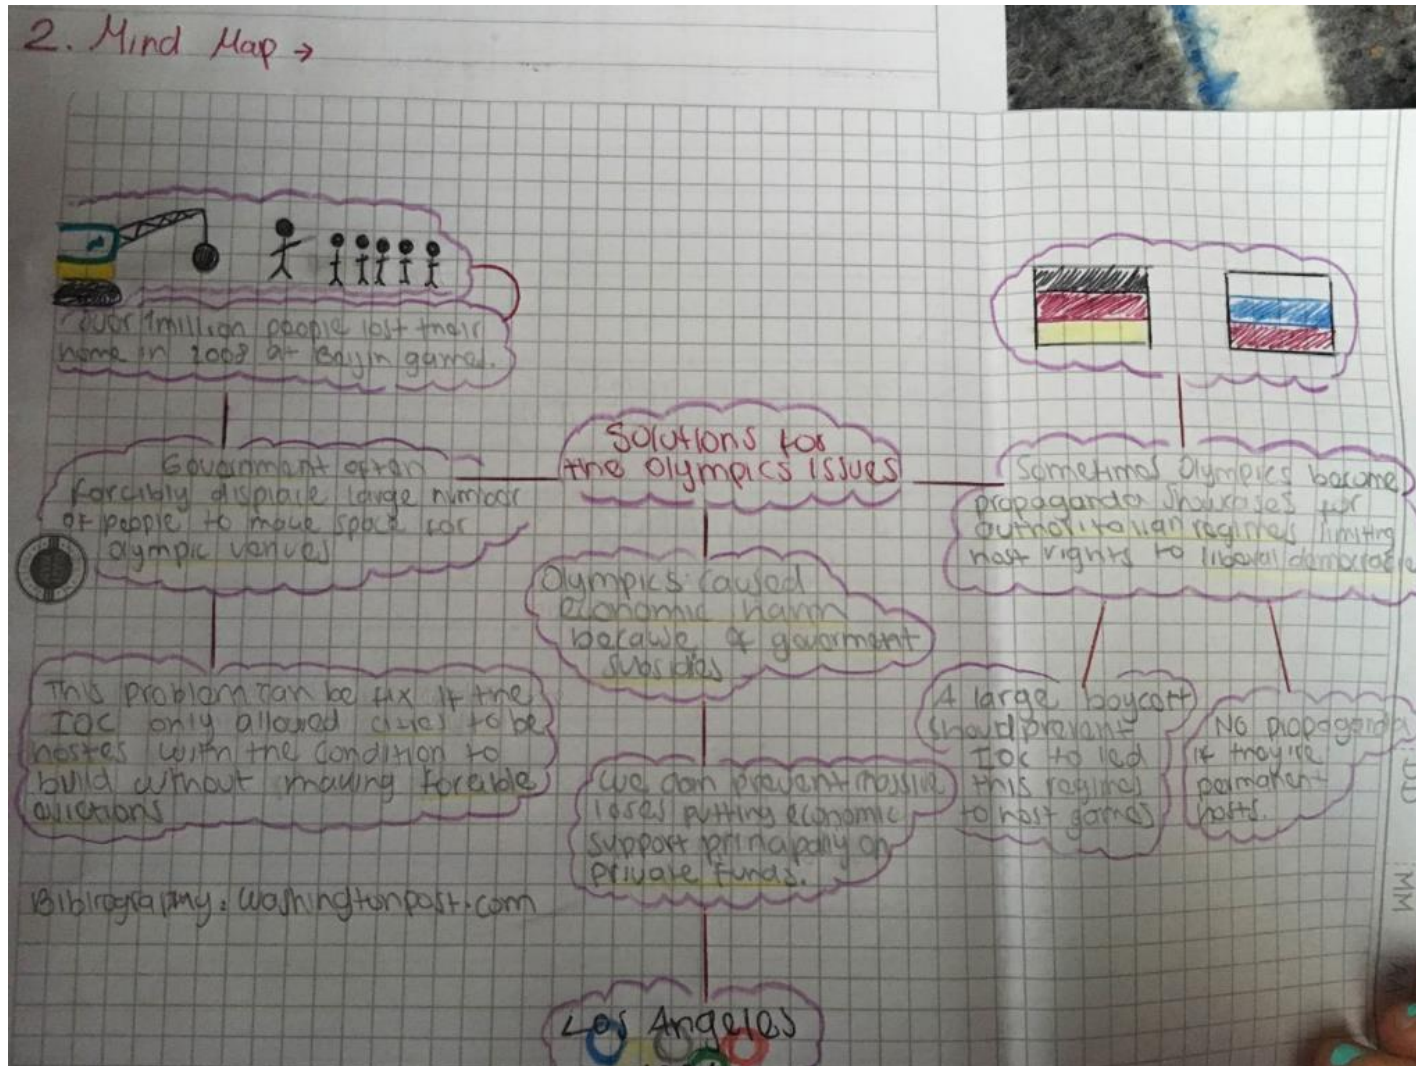 2. Mind Map →
over 1 million people lost their
home in 2008 at Beijin games.
Solutions for
the Olympics issues
Government often
forcibly displace large number
of people to make space for
olympic venues
Sometimes Olympics become
propaganda showcases for
authoritalian regimes limiting
host rights to liberal democracie
Olympics caused
economic harm
because of goverment
subsidies
This problem can be fix if the
IOC only allowed cities to be
hostes with the condition to
build without making forcable
evictions
A large boycott
should prevent
IOC to led
this regimes
to host games
No propaganda
if they're
permanent
hosts.
We can prevent massive
loses putting economic
support principally on
private funds.
Bibliography: washingtonpost.com
Los Angeles
DD
MM